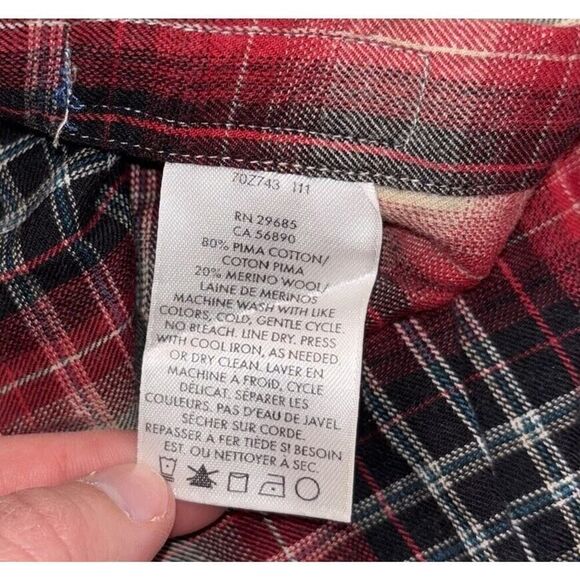 702743 111
RN 29685
CA 56890
80% PIMA COTTON/
COTON PIMA
20% MERINO WOOL/
LAINE DE MERINOS
MACHINE WASH WITH LIKE
COLORS, COLD, GENTLE CYCLE.
NO BLEACH. LINE DRY. PRESS
WITH COOL IRON, AS NEEDED
OR DRY CLEAN. LAVER EN
MACHINE À FROID, CYCLE
DÉLICAT. SÉPARER LES
COULEURS. PAS D'EAU DE JAVEL.
SÉCHER SUR CORDE.
REPASSER A FER TIÉDE SI BESOIN
EST. OU NETTOYER À SEC.